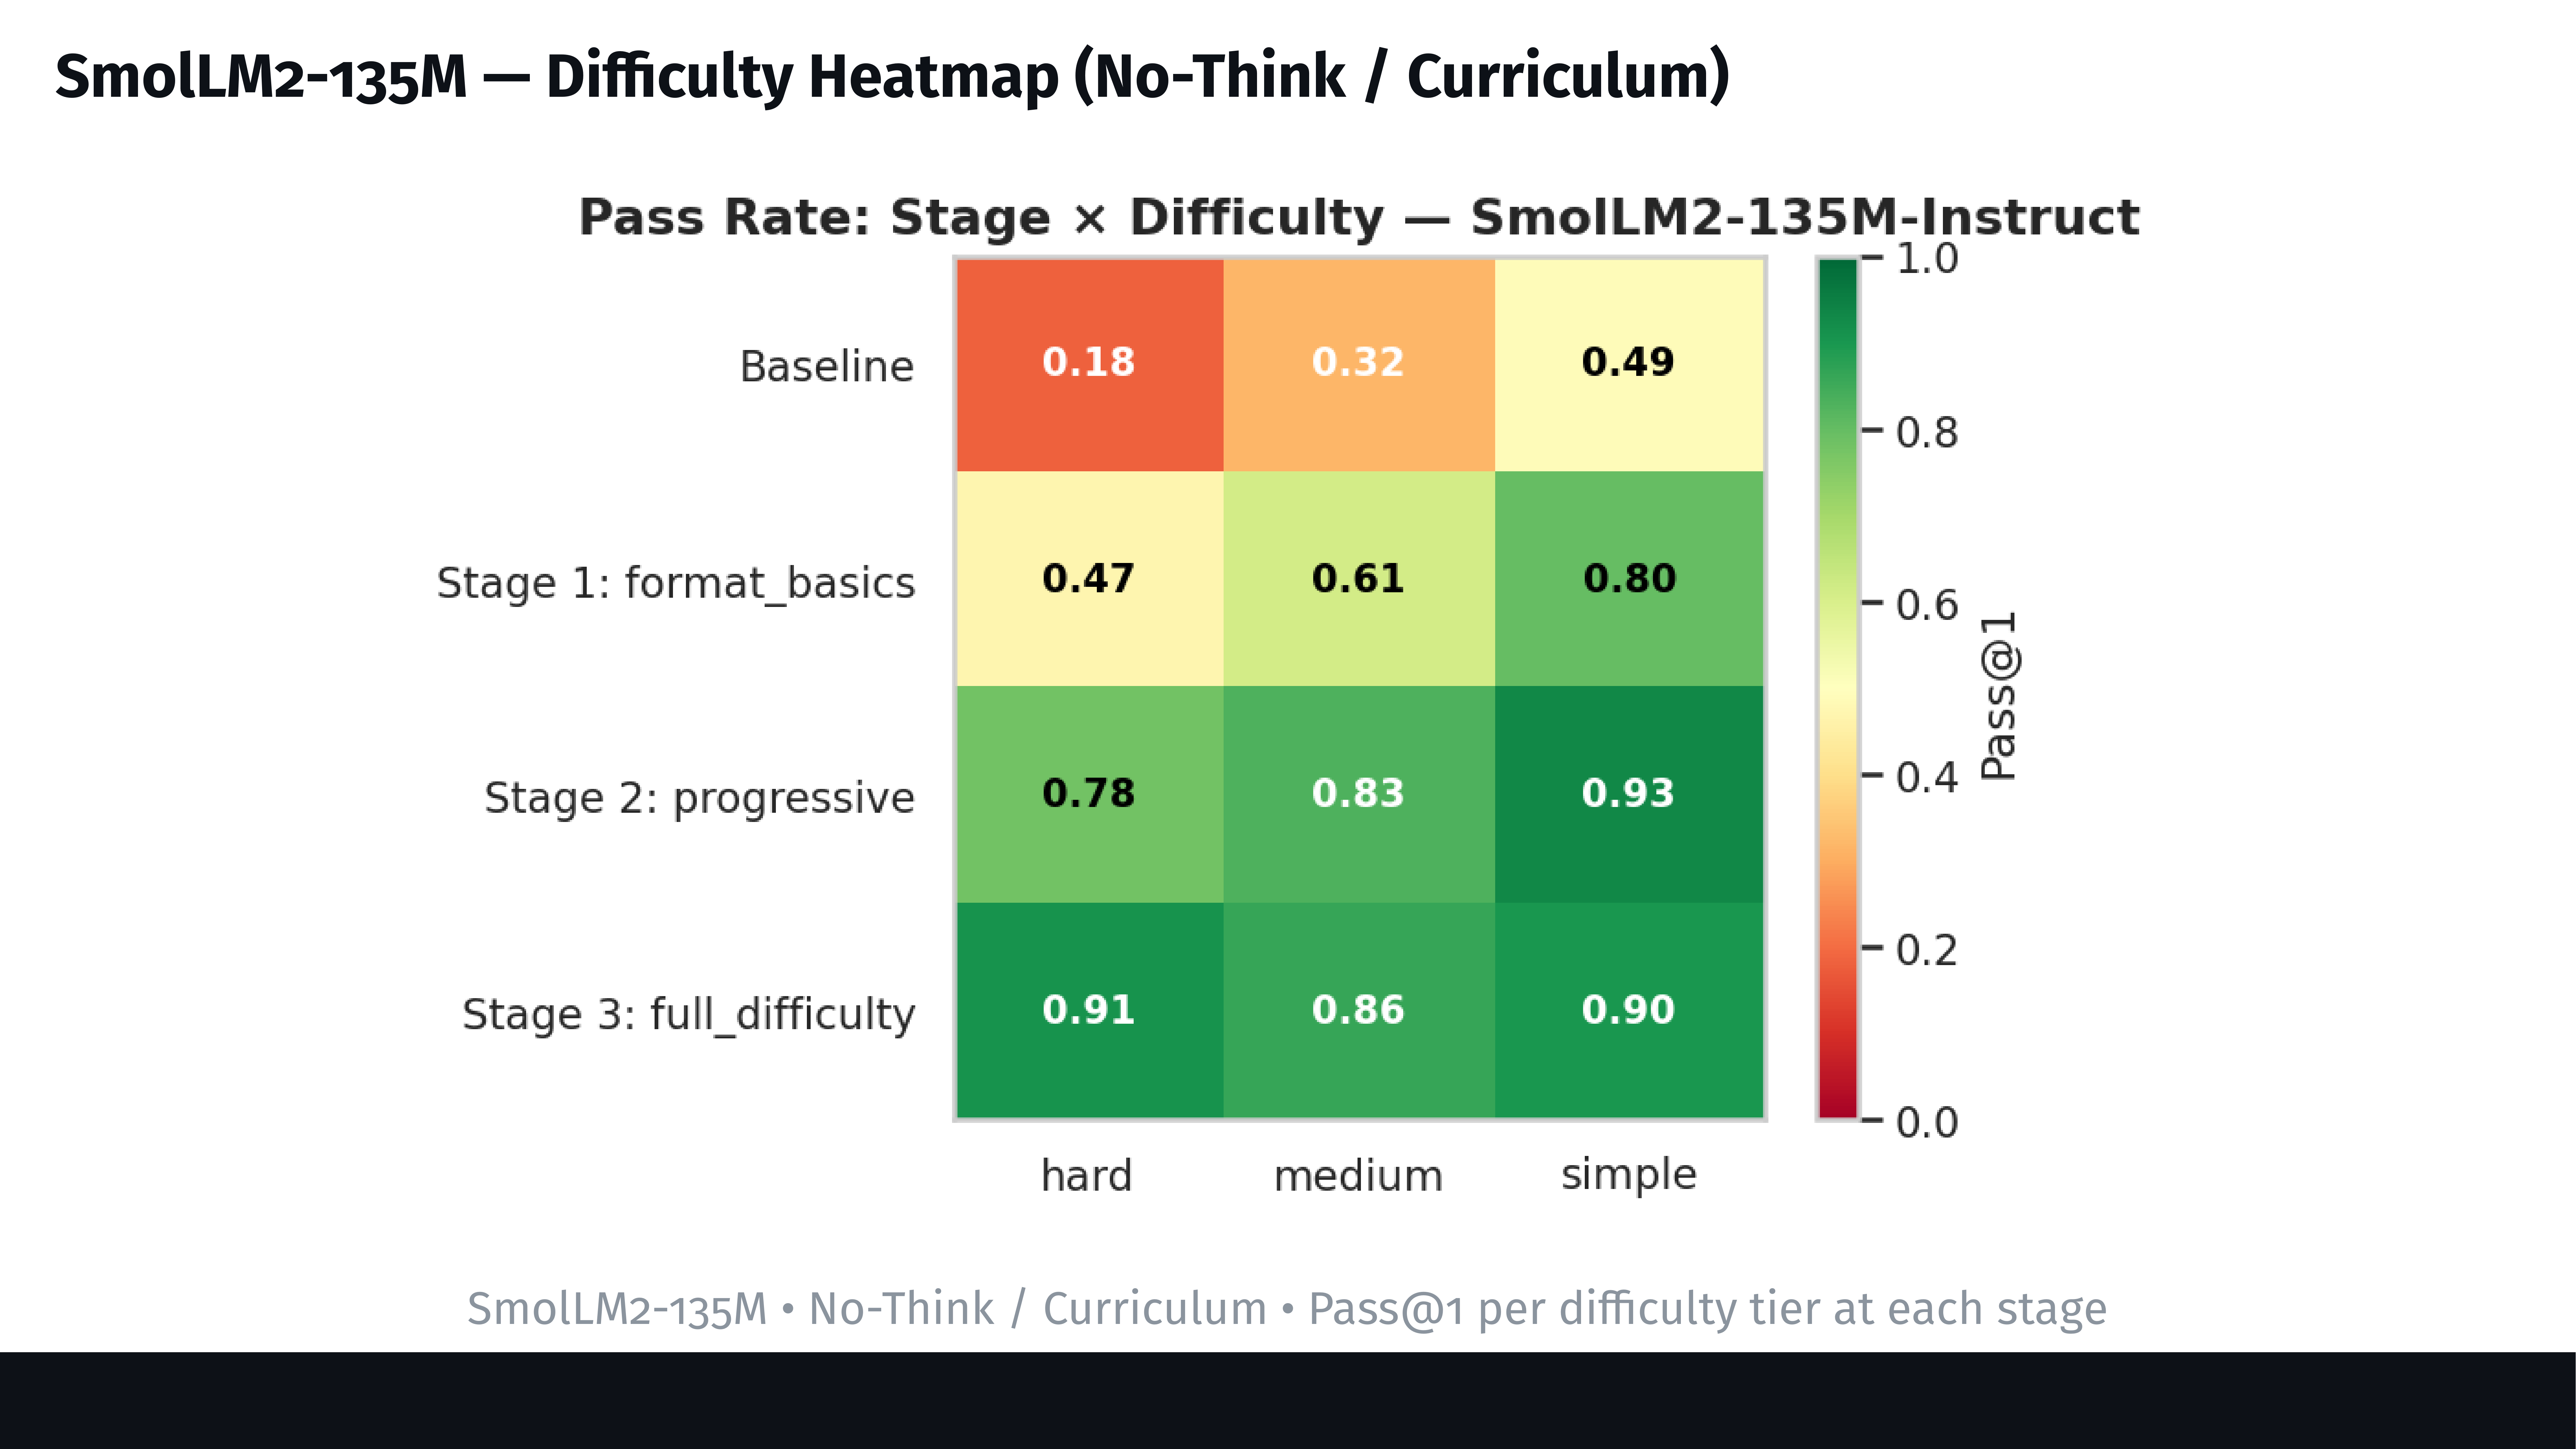 SmolLM2-135M — Difficulty Heatmap (No-Think / Curriculum)
Pass Rate: Stage × Difficulty — SmolLM2-135M-Instruct
Baseline 0.18 0.32 0.49
Stage 1: format_basics 0.47 0.61 0.80
Stage 2: progressive 0.78 0.83 0.93
Stage 3: full_difficulty 0.91 0.86 0.90
hard medium simple
1.0
0.8
0.6
0.4
0.2
0.0
Pass@1
SmolLM2-135M • No-Think / Curriculum • Pass@1 per difficulty tier at each stage